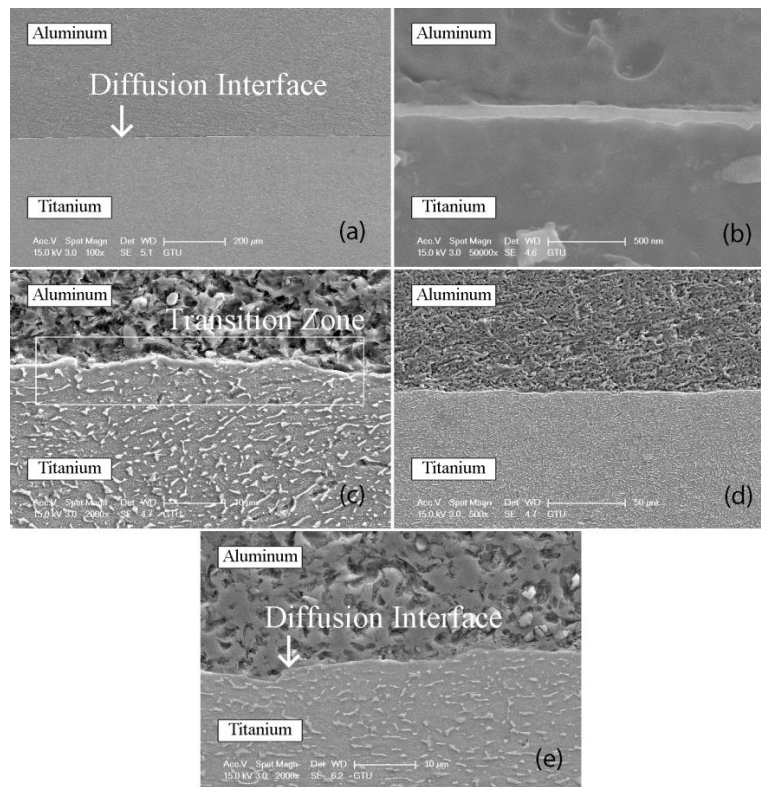 Aluminum
Diffusion Interface
Titanium
Acc.V Spot Magn Det WD 200 µm
15.0 kV 3.0 100x SE 5.1 GTU
(a)
Aluminum
Titanium
Acc.V Spot Magn Det WD 500 nm
15.0 kV 3.0 50000x SE 4.6 GTU
(b)
Aluminum
Transition Zone
Titanium
Acc.V Spot Magn Det WD 10 µm
15.0 kV 3.0 2000x SE 4.7 GTU
(c)
Aluminum
Titanium
Acc.V Spot Magn Det WD 50 µm
15.0 kV 3.0 500x SE 4.7 GTU
(d)
Aluminum
Diffusion Interface
Titanium
Acc.V Spot Magn Det WD 10 µm
15.0 kV 3.0 2000x SE 6.2 GTU
(e)